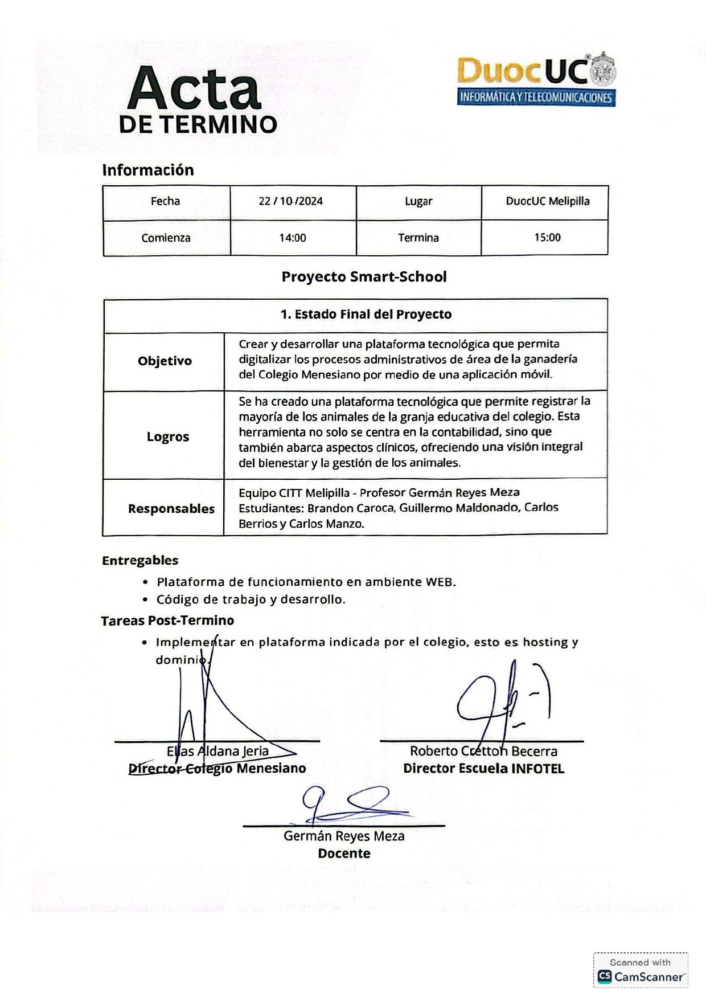 Acta
DE TERMINO
DuocUC®
INFORMÁTICA Y TELECOMUNICACIONES
Información
Fecha 22 / 10 /2024 Lugar DuocUC Melipilla
Comienza 14:00 Termina 15:00
Proyecto Smart-School
1. Estado Final del Proyecto
Objetivo
Crear y desarrollar una plataforma tecnológica que permita
digitalizar los procesos administrativos de área de la ganadería
del Colegio Menesiano por medio de una aplicación móvil.
Logros
Se ha creado una plataforma tecnológica que permite registrar la
mayoría de los animales de la granja educativa del colegio. Esta
herramienta no solo se centra en la contabilidad, sino que
también abarca aspectos clínicos, ofreciendo una visión integral
del bienestar y la gestión de los animales.
Responsables
Equipo CITT Melipilla - Profesor Germán Reyes Meza
Estudiantes: Brandon Caroca, Guillermo Maldonado, Carlos
Berrios y Carlos Manzo.
Entregables
• Plataforma de funcionamiento en ambiente WEB.
• Código de trabajo y desarrollo.
Tareas Post-Termino
• Implementar en plataforma indicada por el colegio, esto es hosting y
dominio.
Elías Aldana Jeria
Director Colegio Menesiano
Roberto Cretton Becerra
Director Escuela INFOTEL
Germán Reyes Meza
Docente
Scanned with
CS CamScanner